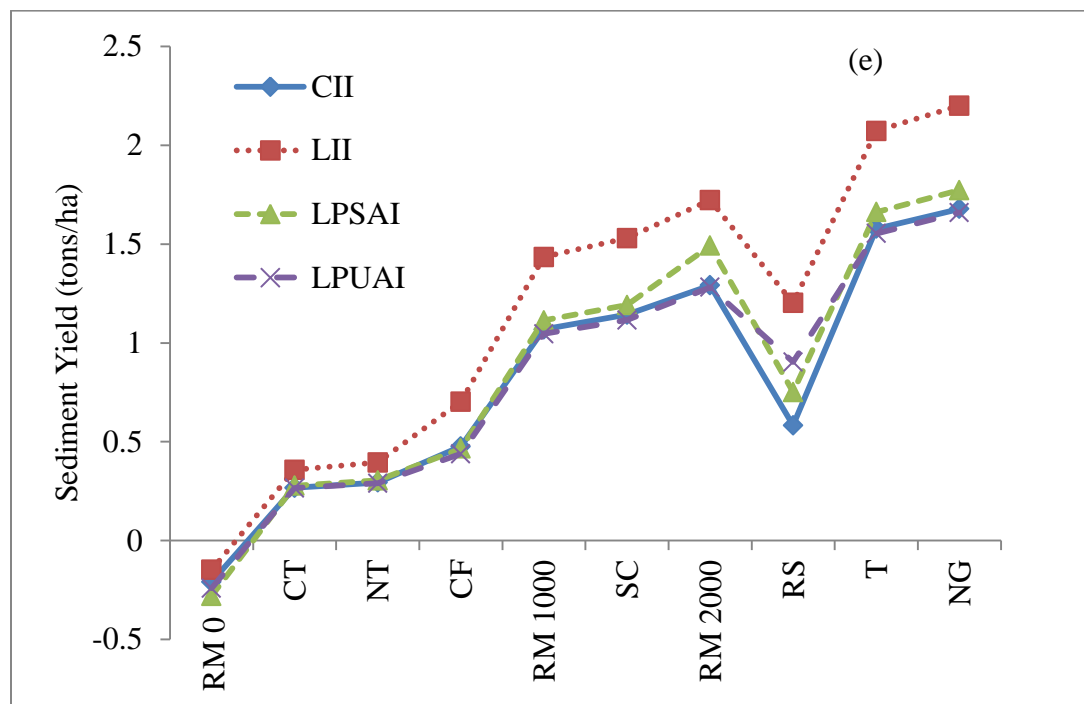 (e)
CII
LII
LPSAI
LPUAI
Sediment Yield (tons/ha)
2.5
2
1.5
1
0.5
0
-0.5
RM 0
CT
NT
CF
RM 1000
SC
RM 2000
RS
T
NG